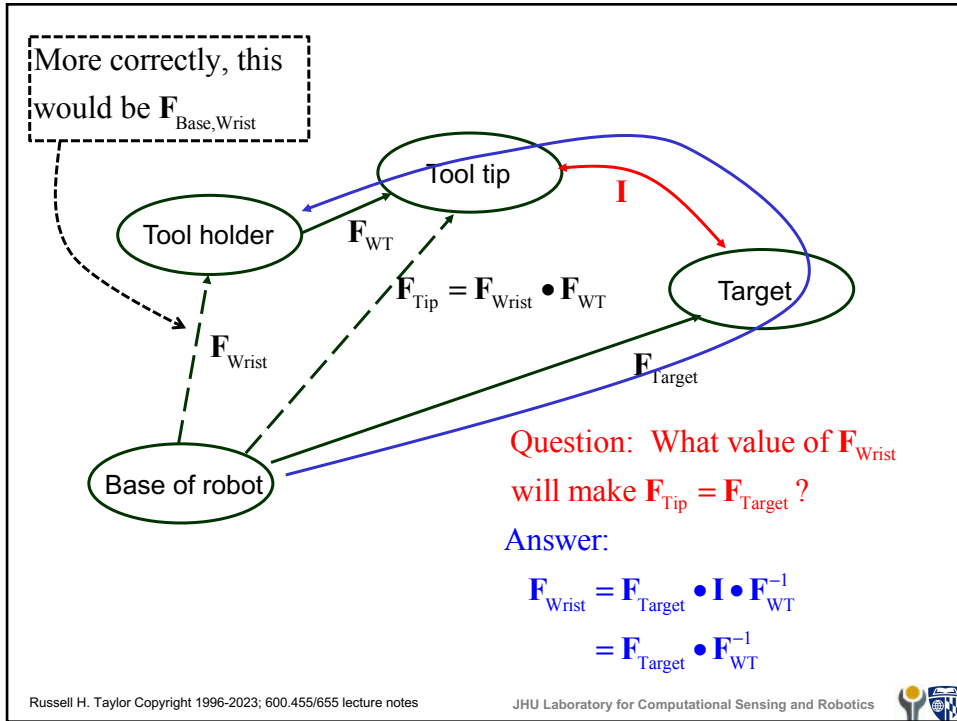 More correctly, this
would be F_Base,Wrist
Tool tip
I
Tool holder
F_WT
Target
F_Tip = F_Wrist • F_WT
F_Wrist
F_Target
Base of robot
Question: What value of F_Wrist
will make F_Tip = F_Target ?
Answer:
F_Wrist = F_Target • I • F_WT^-1
= F_Target • F_WT^-1
Russell H. Taylor Copyright 1996-2023; 600.455/655 lecture notes
JHU Laboratory for Computational Sensing and Robotics